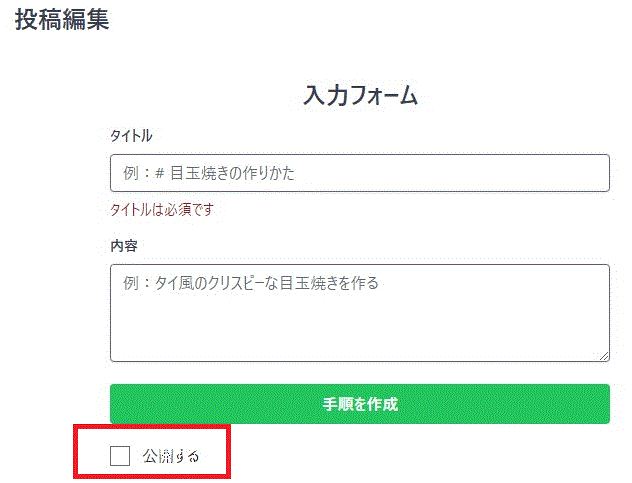 投稿編集
入力フォーム
タイトル
例：# 目玉焼きの作りかた
タイトルは必須です
内容
例：タイ風のクリスピーな目玉焼きを作る
手順を作成
公開する